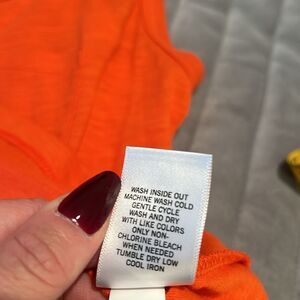 WASH INSIDE OUT
MACHINE WASH COLD
GENTLE CYCLE
WASH AND DRY
WITH LIKE COLORS
ONLY NON-
CHLORINE BLEACH
WHEN NEEDED
TUMBLE DRY LOW
COOL IRON